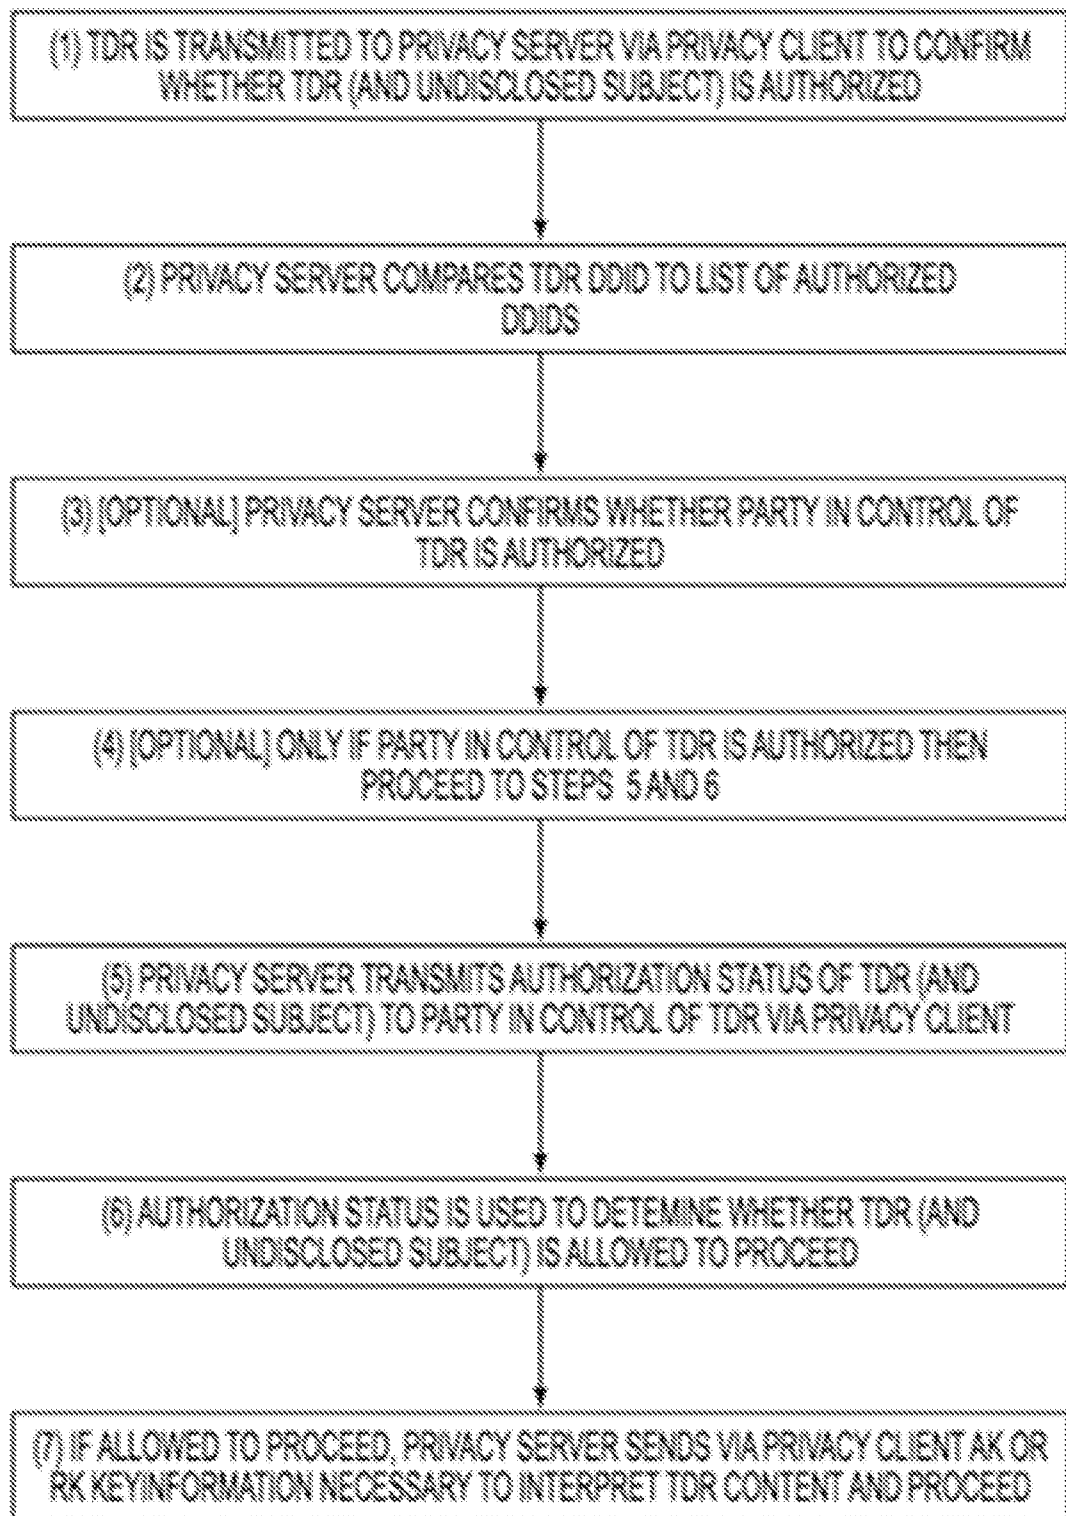 (1) TDR IS TRANSMITTED TO PRIVACY SERVER VIA PRIVACY CLIENT TO CONFIRM
WHETHER TDR (AND UNDISCLOSED SUBJECT) IS AUTHORIZED
(2) PRIVACY SERVER COMPARES TDR DDID TO LIST OF AUTHORIZED
DDIDS
(3) [OPTIONAL] PRIVACY SERVER CONFIRMS WHETHER PARTY IN CONTROL OF
TDR IS AUTHORIZED
(4) [OPTIONAL] ONLY IF PARTY IN CONTROL OF TDR IS AUTHORIZED THEN
PROCEED TO STEPS 5 AND 6
(5) PRIVACY SERVER TRANSMITS AUTHORIZATION STATUS OF TDR (AND
UNDISCLOSED SUBJECT) TO PARTY IN CONTROL OF TDR VIA PRIVACY CLIENT
(6) AUTHORIZATION STATUS IS USED TO DETEMINE WHETHER TDR (AND
UNDISCLOSED SUBJECT) IS ALLOWED TO PROCEED
(7) IF ALLOWED TO PROCEED, PRIVACY SERVER SENDS VIA PRIVACY CLIENT AK OR
RK KEYINFORMATION NECESSARY TO INTERPRET TDR CONTENT AND PROCEED